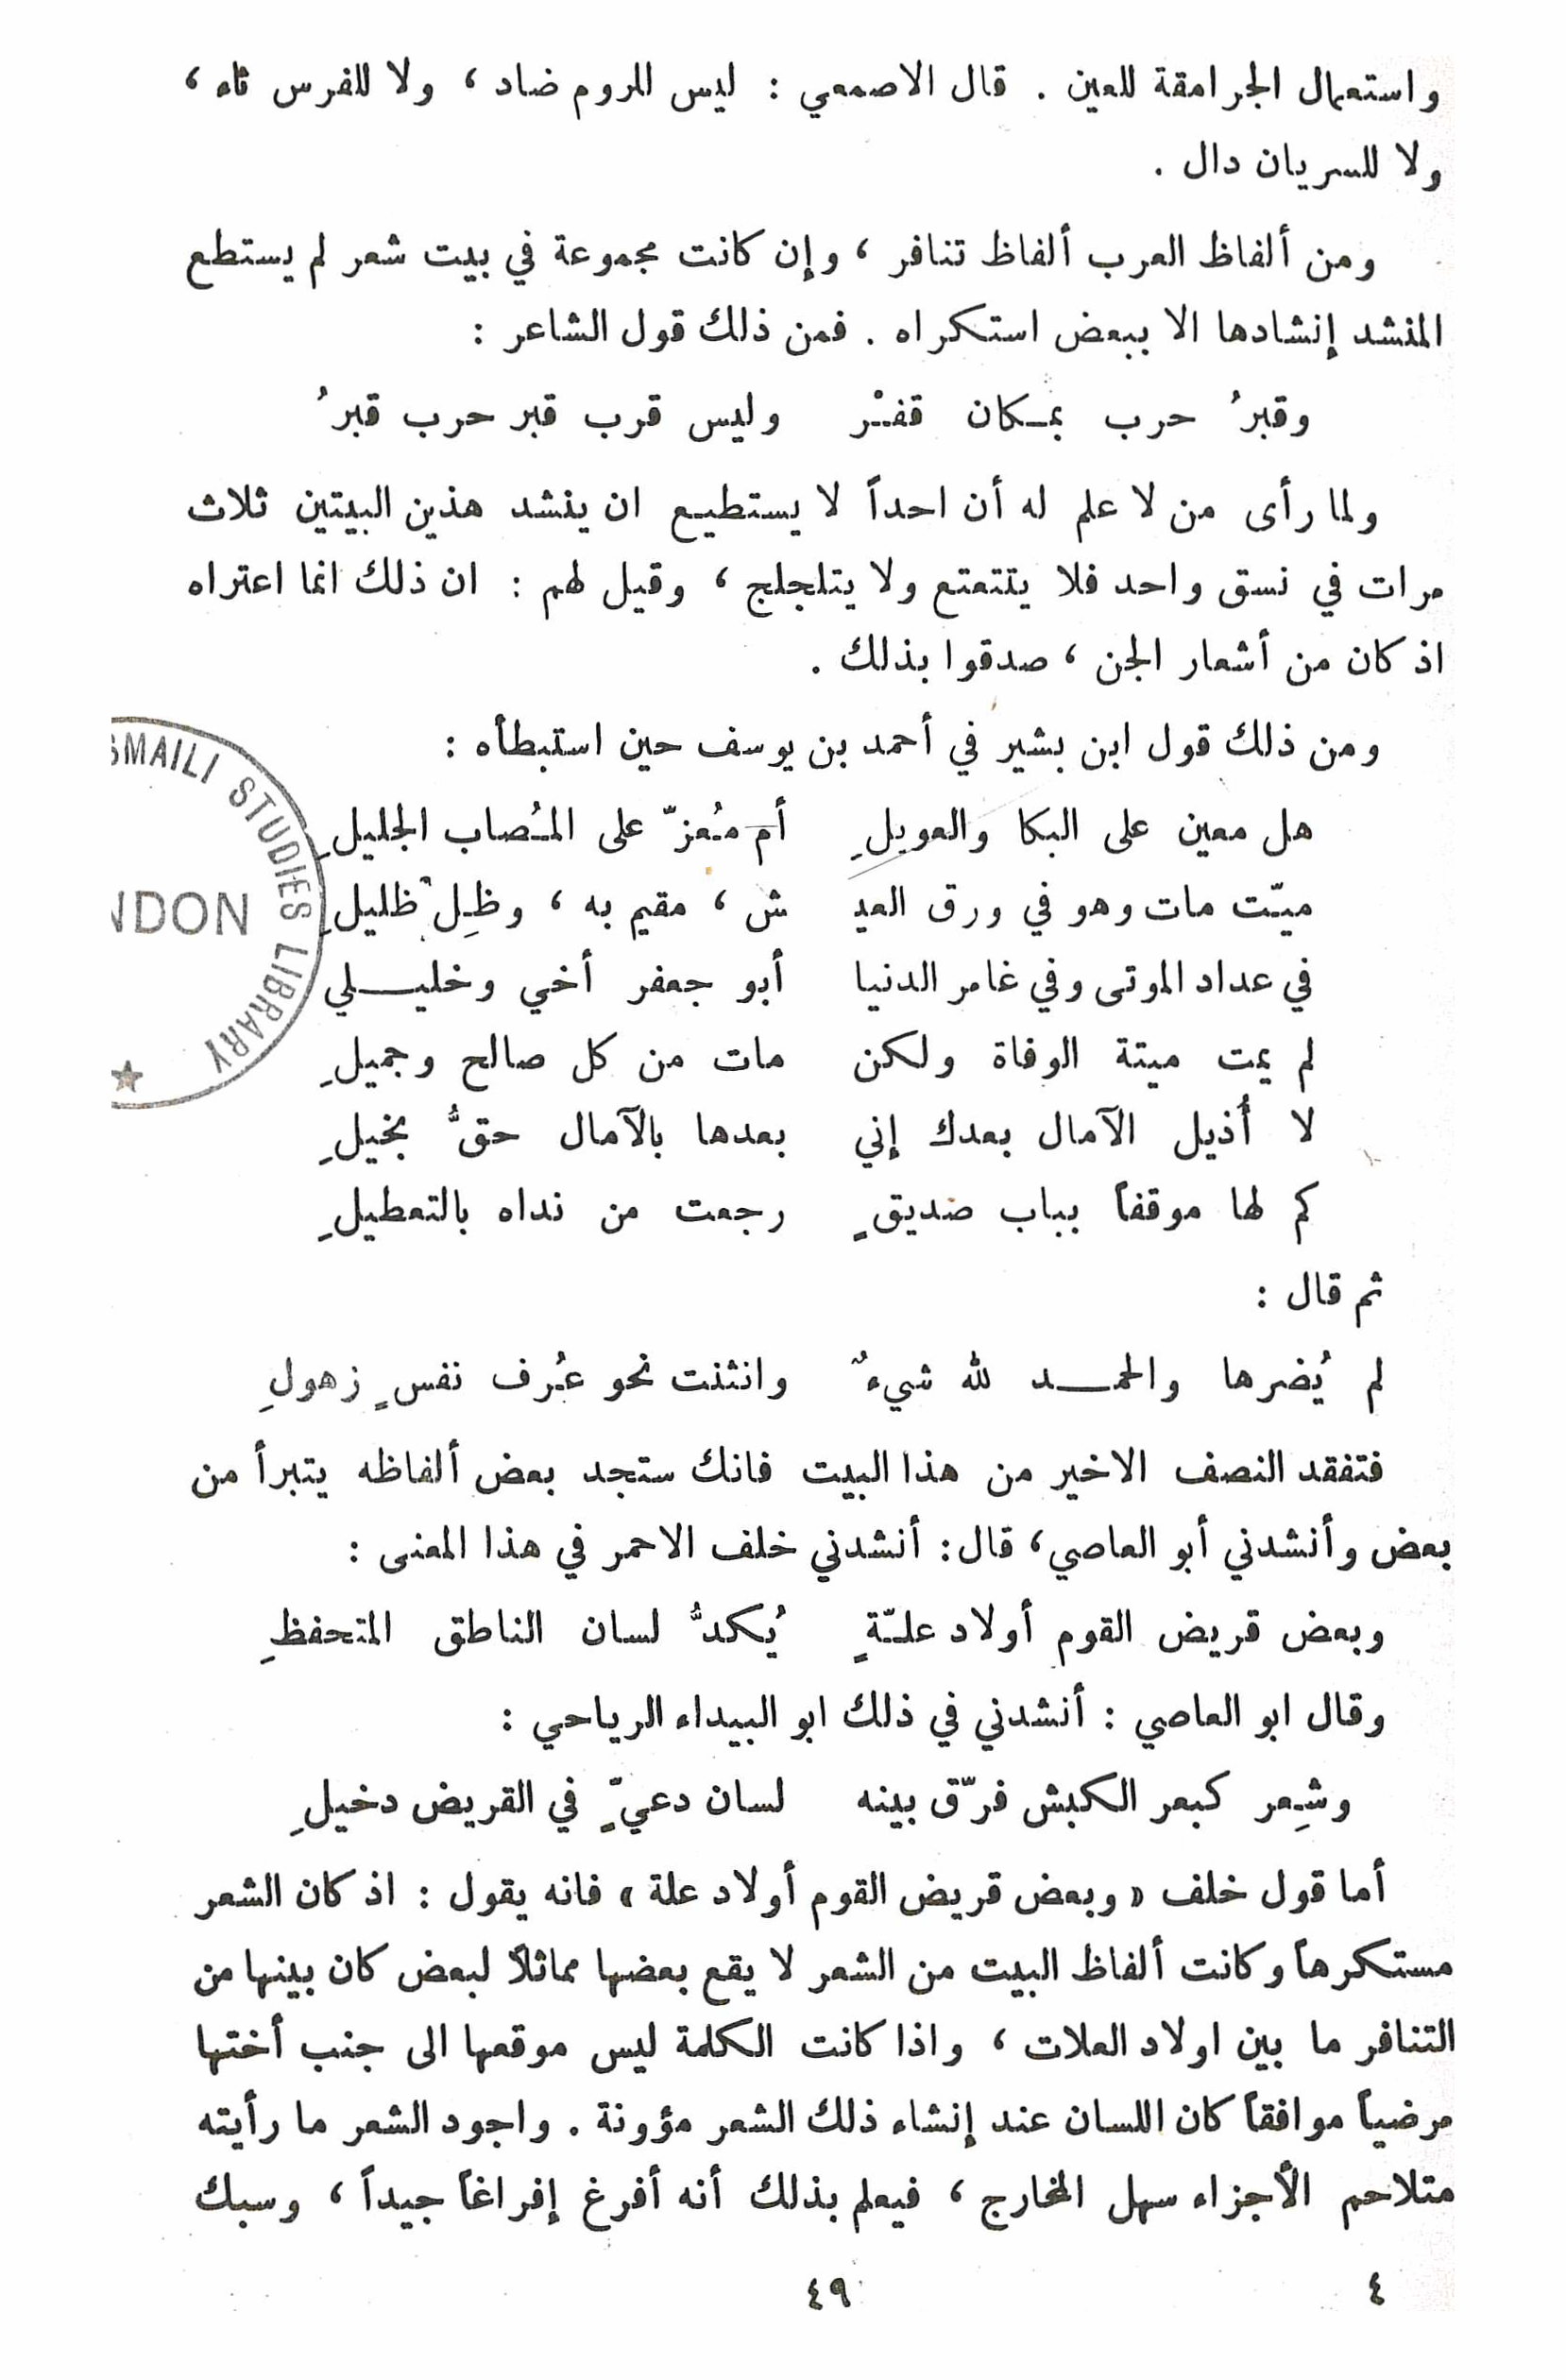 واستعمال الجرامقة للعين . قال الاصمعي : ليس للروم ضاد ، ولا للفرس ثاء ،
ولا للسريان دال .
ومن ألفاظ العرب ألفاظ تنافر ، وإن كانت مجموعة في بيت شعر لم يستطع
المنشد إنشادها الا ببعض استكراه . فمن ذلك قول الشاعر :
وقبرُ حرب بمكان قفْر وليس قرب قبر حرب قبرُ
ولما رأى من لا علم له أن احداً لا يستطيع ان ينشد هذين البيتين ثلاث
مرات في نسق واحد فلا يتتعتع ولا يتلجلج ، وقيل لهم : ان ذلك انما اعتراه
اذ كان من أشعار الجن ، صدقوا بذلك .
ومن ذلك قول ابن بشير في أحمد بن يوسف حين استبطأه :
هل معين على البكا والعويلِ أم مُعزّ على المُصاب الجليلِ
ميّت مات وهو في ورق العيـ ـش ، مقيم به ، وظِل ظليلِ
في عداد الموتى وفي غامر الدنيا أبو جعفر أخي وخليلي
لم يمت ميتة الوفاة ولكن مات من كل صالح وجميلِ
لا أُذيل الآمال بعدك إني بعدها بالآمال حقُّ بخيلِ
كم لها موقفاً بباب صديقٍ رجعت من نداه بالتعطيلِ
ثم قال :
لم يُضرها والحمد لله شيءٌ وانثنت نحو عُزف نفسٍ زهولِ
فتفقد النصف الاخير من هذا البيت فانك ستجد بعض ألفاظه يتبرأ من
بعض وأنشدني أبو العاصي ، قال : أنشدني خلف الاحمر في هذا المعنى :
وبعض قريض القوم أولاد علّةٍ يُكدُّ لسان الناطق المتحفظِ
وقال ابو العاصي : أنشدني في ذلك ابو البيداء الرياحي :
وشِعر كبعر الكبش فرّق بينه لسان دعيٍّ في القريض دخيلِ
أما قول خلف « وبعض قريض القوم أولاد علة » فانه يقول : اذ كان الشعر
مستكرهاً وكانت ألفاظ البيت من الشعر لا يقع بعضها مماثلاً لبعض كان بينها من
التنافر ما بين اولاد العلات ، واذا كانت الكلمة ليس موقعها الى جنب أختها
مرضياً موافقاً كان اللسان عند إنشاء ذلك الشعر مؤونة . واجود الشعر ما رأيته
متلاحم الأجزاء سهل المخارج ، فيعلم بذلك أنه أفرغ إفراغاً جيداً ، وسبك
٤
٤٩
SMAILI STUDIES LIBRARY
NDON